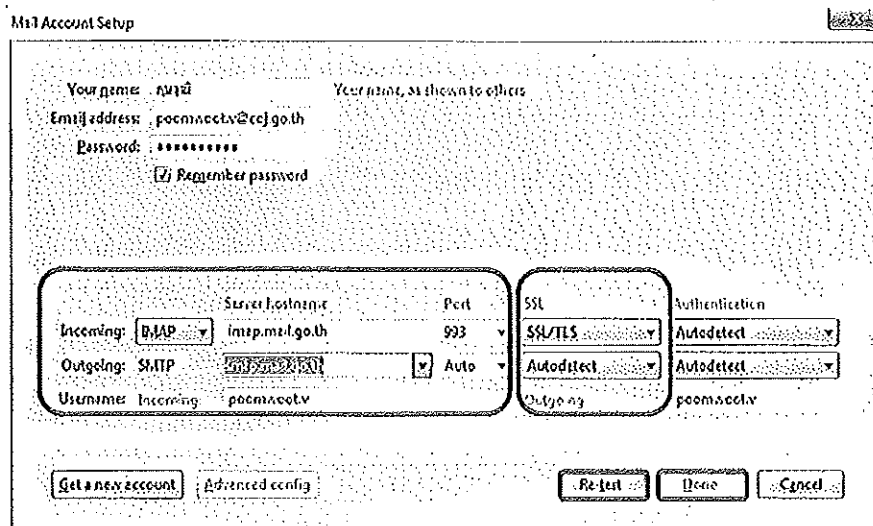 Mail Account Setup
Your name: Your name, as shown to others
Email address:
Password: ••••••••••
Remember password
Server hostname Port SSL Authentication
Incoming: IMAP imap.mail.go.th 993 SSL/TLS Autodetect
Outgoing: SMTP Auto Autodetect Autodetect
Username: Incoming: Outgoing:
Get a new account Advanced config Re-test Done Cancel